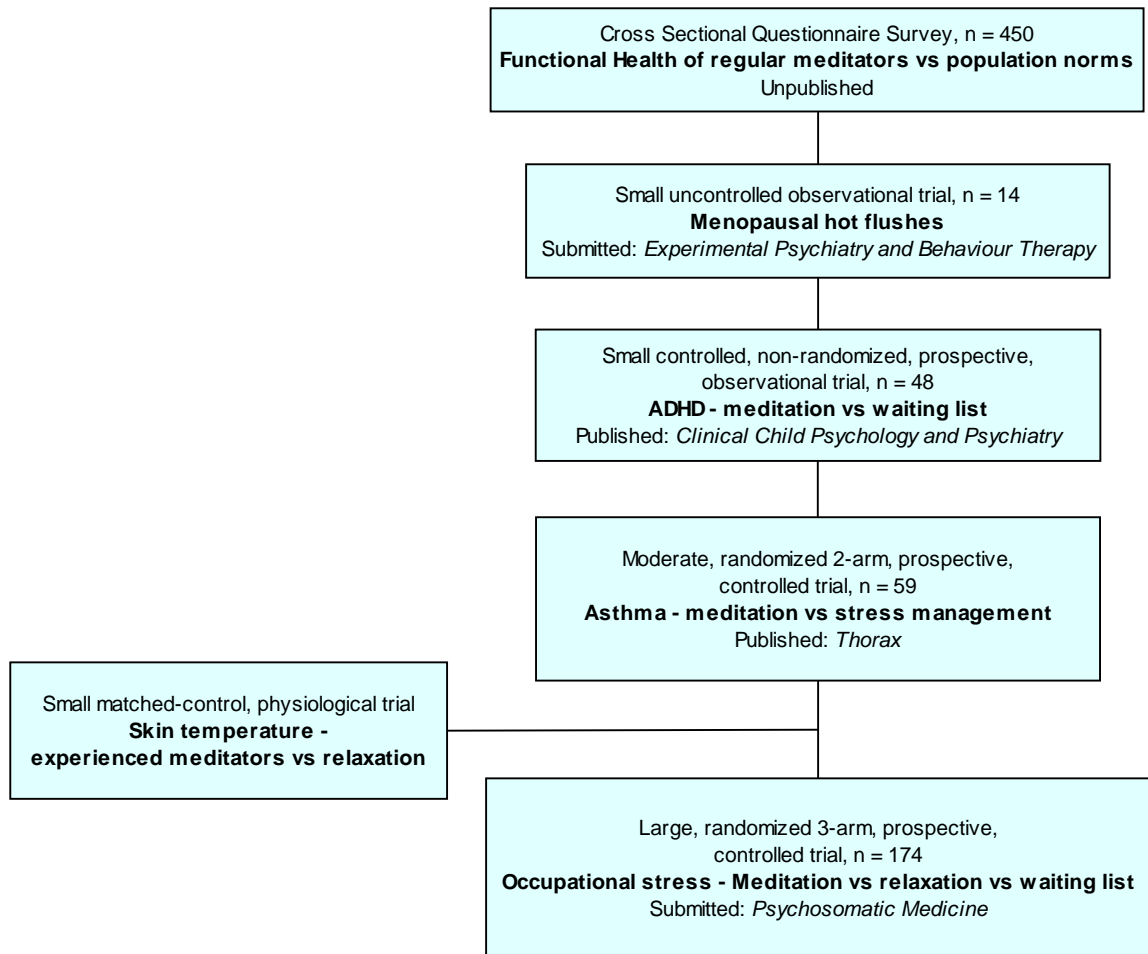 Cross Sectional Questionnaire Survey, n = 450
Functional Health of regular meditators vs population norms
Unpublished
Small uncontrolled observational trial, n = 14
Menopausal hot flushes
Submitted: Experimental Psychiatry and Behaviour Therapy
Small controlled, non-randomized, prospective,
observational trial, n = 48
ADHD - meditation vs waiting list
Published: Clinical Child Psychology and Psychiatry
Moderate, randomized 2-arm, prospective,
controlled trial, n = 59
Asthma - meditation vs stress management
Published: Thorax
Small matched-control, physiological trial
Skin temperature -
experienced meditators vs relaxation
Large, randomized 3-arm, prospective,
controlled trial, n = 174
Occupational stress - Meditation vs relaxation vs waiting list
Submitted: Psychosomatic Medicine